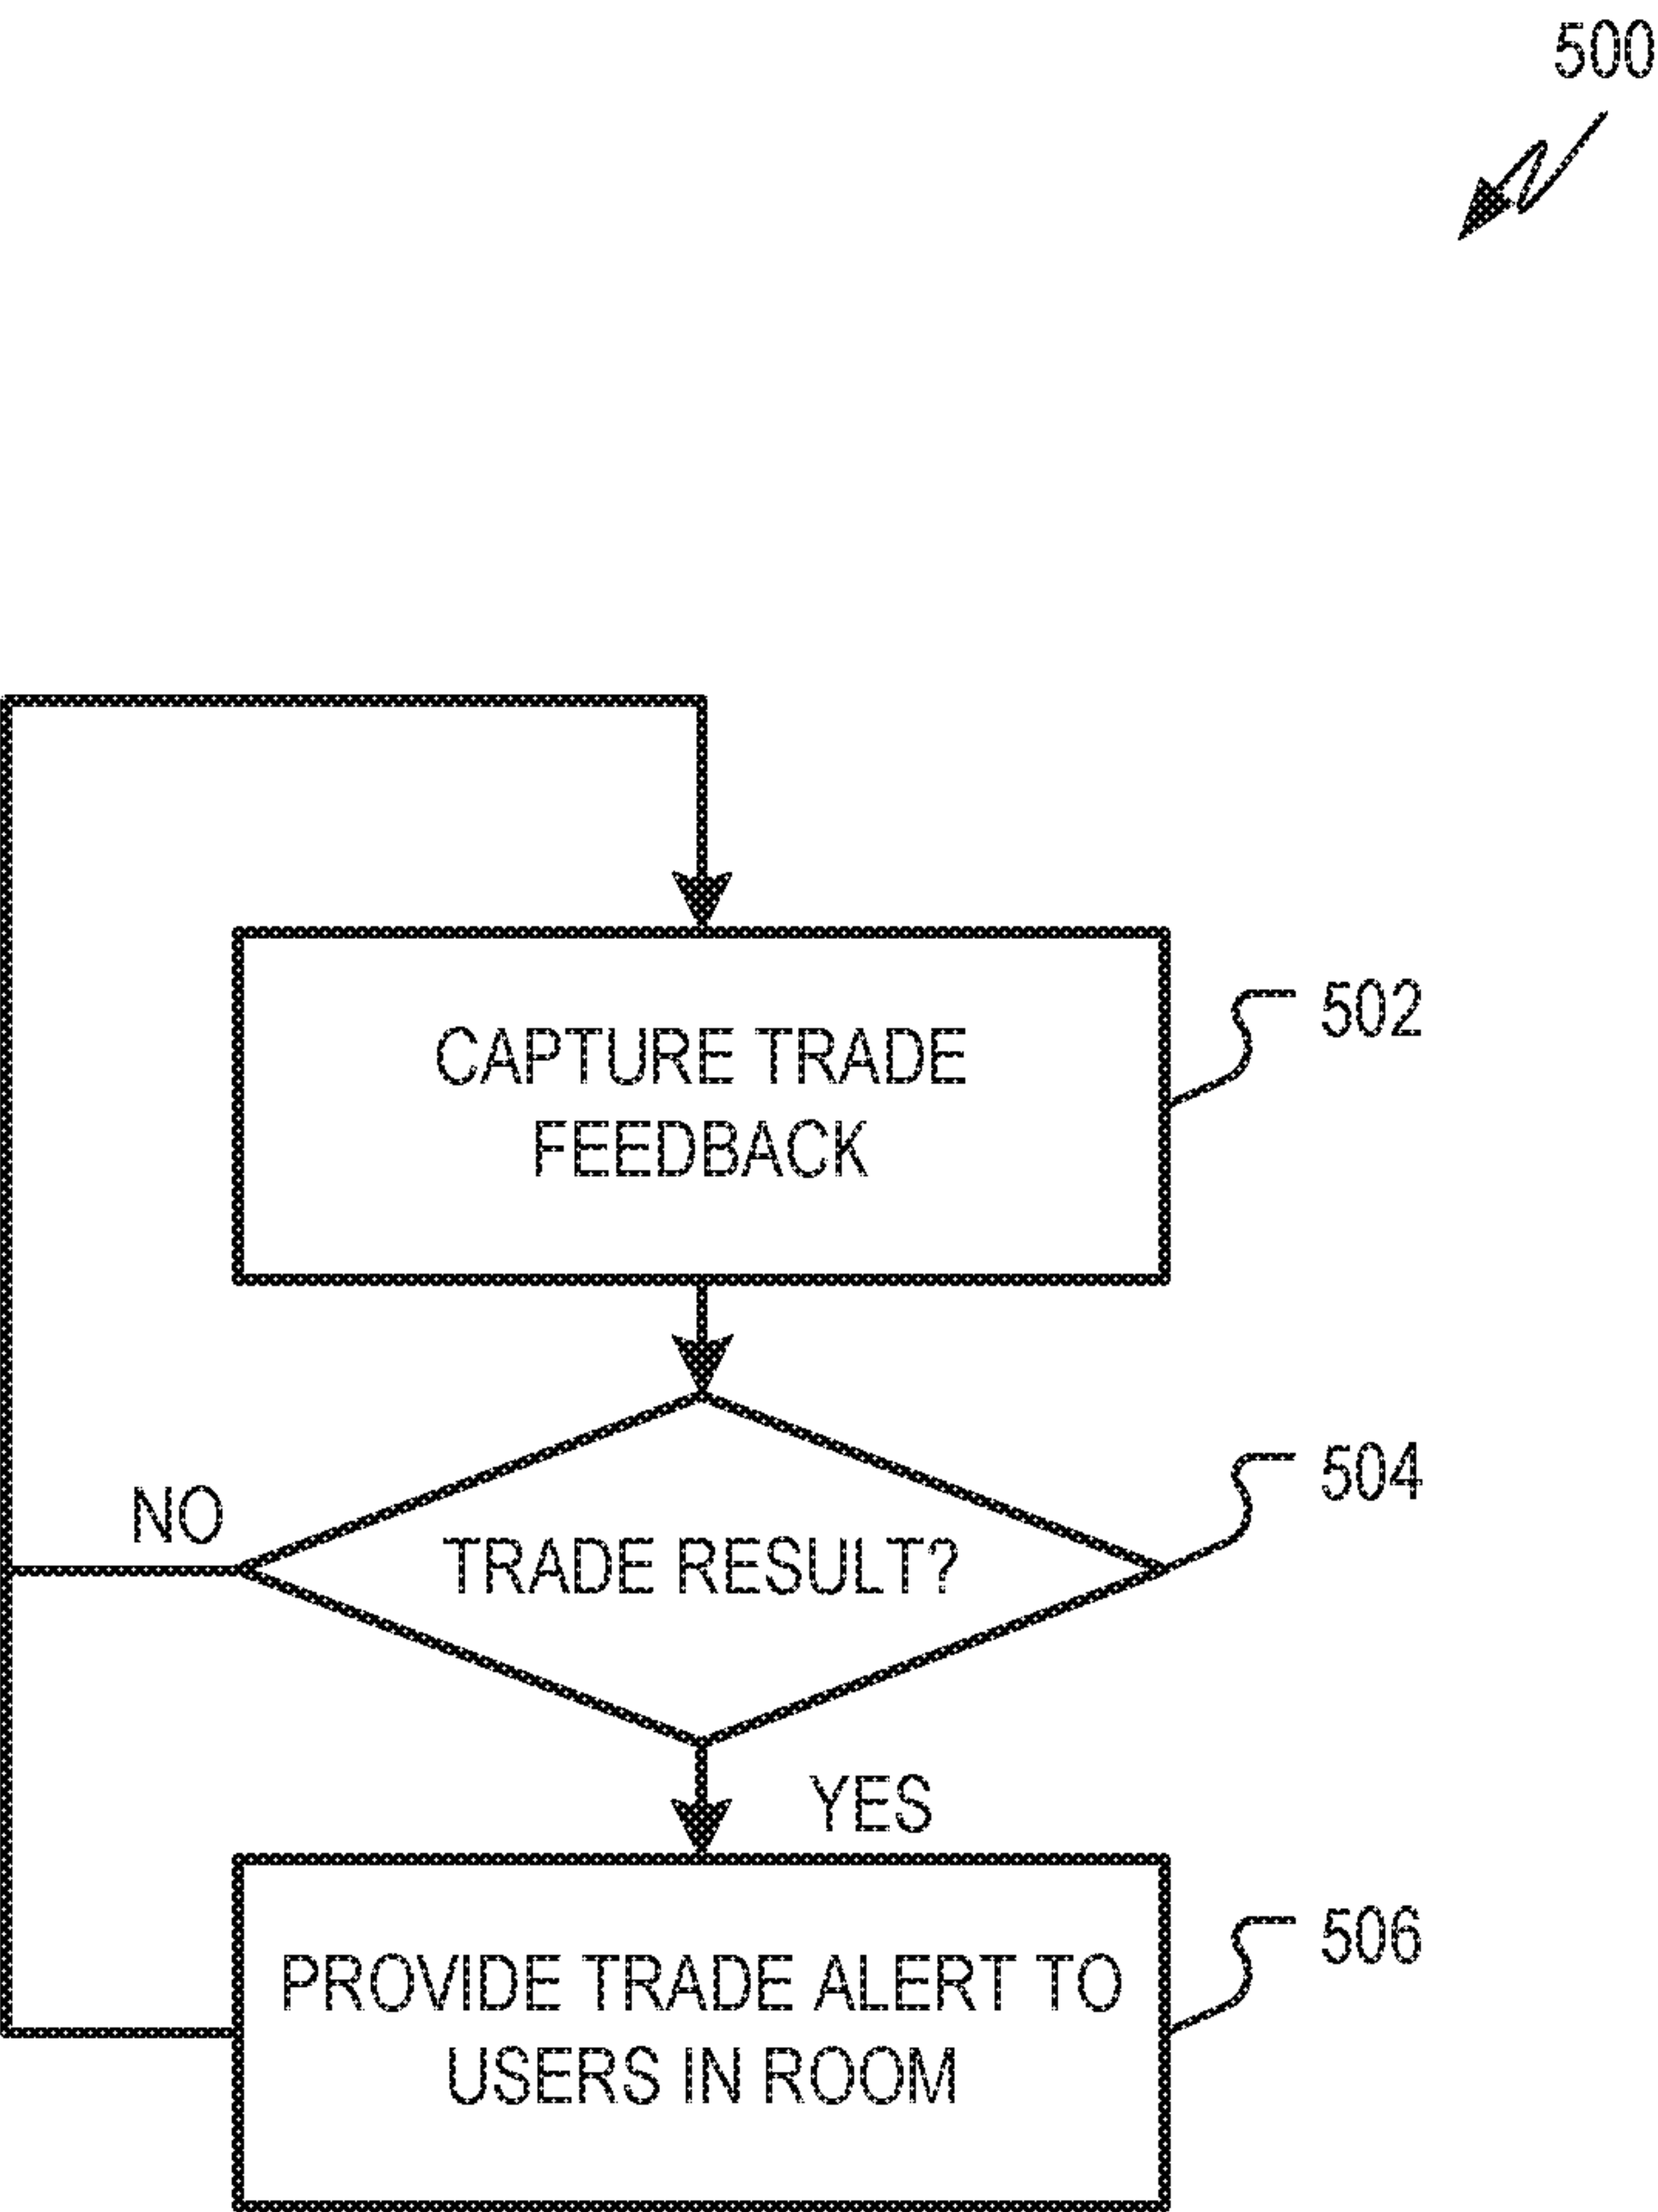 500
CAPTURE TRADE
FEEDBACK
502
NO
TRADE RESULT?
504
YES
PROVIDE TRADE ALERT TO
USERS IN ROOM
506